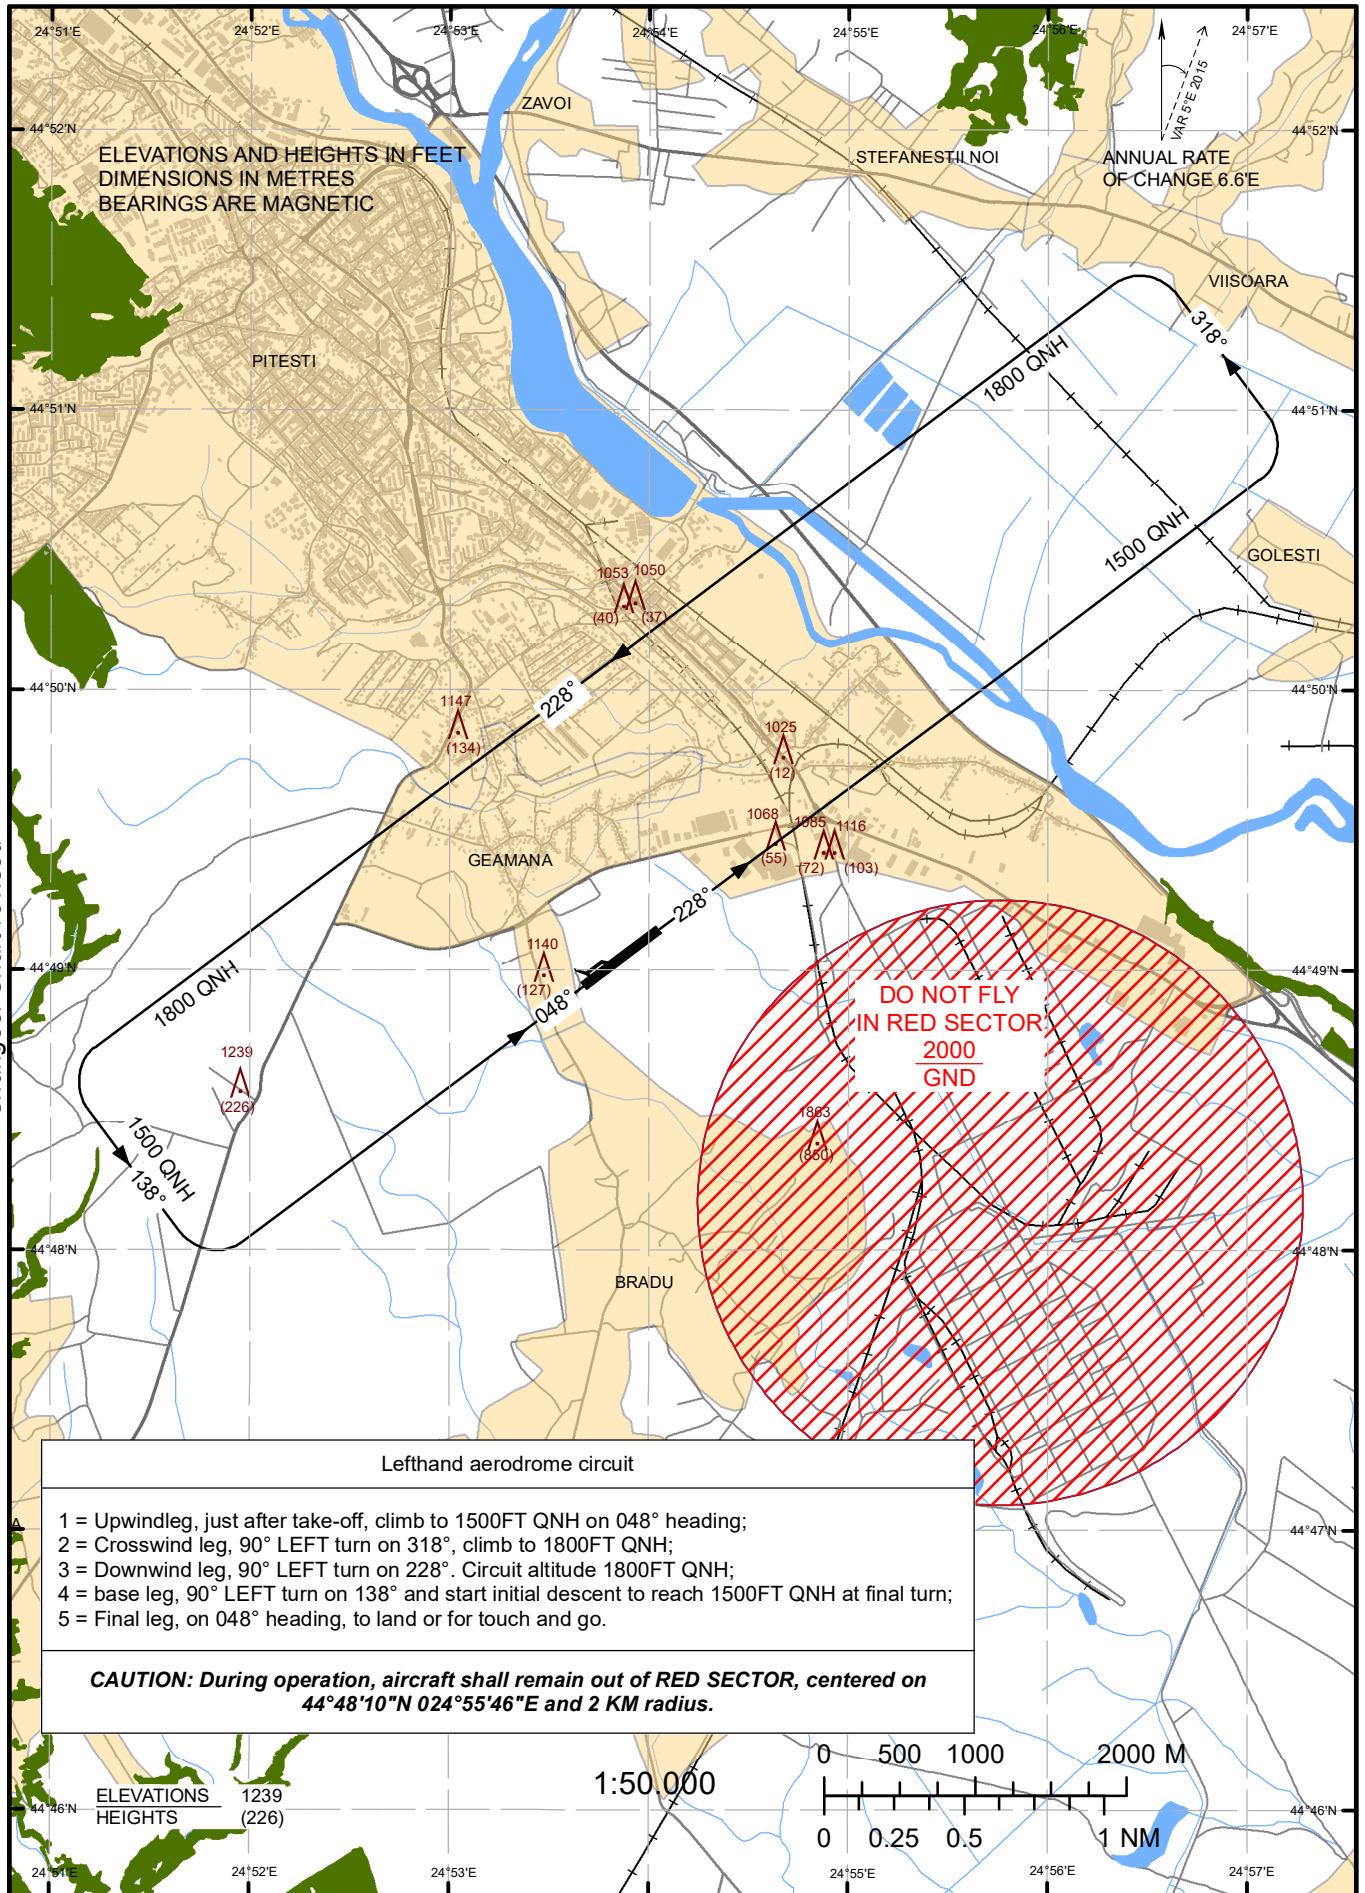 24°51'E
24°52'E
24°53'E
24°54'E
24°55'E
24°56'E
24°57'E
VAR 5°E 2015
ANNUAL RATE
OF CHANGE 6.6'E
44°52'N
44°52'N
ZAVOI
STEFANESTII NOI
ELEVATIONS AND HEIGHTS IN FEET
DIMENSIONS IN METRES
BEARINGS ARE MAGNETIC
VIISOARA
318°
1800 QNH
PITESTI
44°51'N
44°51'N
1500 QNH
GOLESTI
1053
1050
(40)
(37)
44°50'N
44°50'N
228°
1147
(134)
1025
(12)
1068
(55)
1085
(72)
1116
(103)
GEAMANA
228°
1140
(127)
048°
44°49'N
44°49'N
1800 QNH
DO NOT FLY
IN RED SECTOR
2000
GND
1239
(226)
1863
(850)
1500 QNH
138°
44°48'N
44°48'N
BRADU
Lefthand aerodrome circuit
1 = Upwindleg, just after take-off, climb to 1500FT QNH on 048° heading;
2 = Crosswind leg, 90° LEFT turn on 318°, climb to 1800FT QNH;
3 = Downwind leg, 90° LEFT turn on 228°. Circuit altitude 1800FT QNH;
4 = base leg, 90° LEFT turn on 138° and start initial descent to reach 1500FT QNH at final turn;
5 = Final leg, on 048° heading, to land or for touch and go.
CAUTION: During operation, aircraft shall remain out of RED SECTOR, centered on
44°48'10"N 024°55'46"E and 2 KM radius.
44°47'N
0 500 1000 2000 M
1:50.000
0 0.25 0.5 1 NM
ELEVATIONS 1239
HEIGHTS (226)
44°46'N
44°46'N
24°51'E
24°52'E
24°53'E
24°55'E
24°56'E
24°57'E